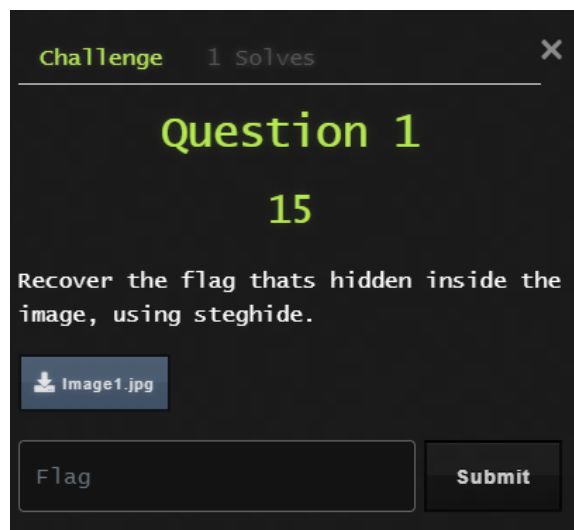 Challenge 1 Solves ×
Question 1
15
Recover the flag thats hidden inside the
image, using steghide.
Image1.jpg
Flag Submit